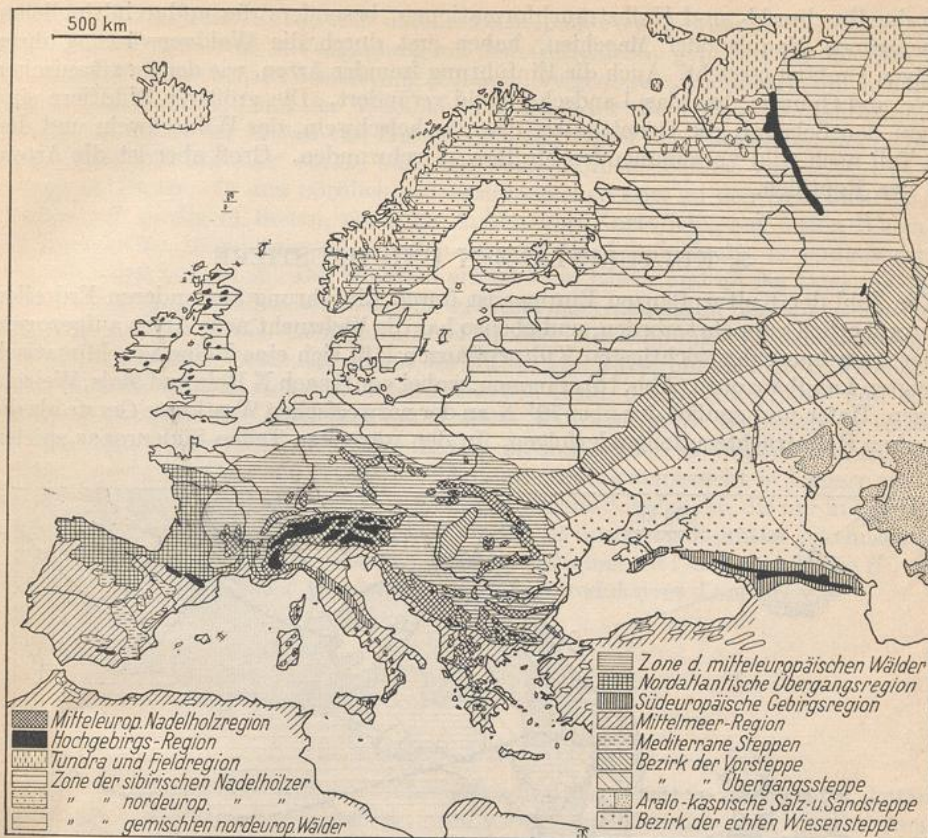 500 km
Mitteleurop. Nadelholzregion
Hochgebirgs-Region
Tundra und Fjeldregion
Zone der sibirischen Nadelhölzer
" " nordeurop. " "
" " gemischten nordeurop. Wälder
Zone d. mitteleuropäischen Wälder
Nordatlantische Übergangsregion
Südeuropäische Gebirgsregion
Mittelmeer-Region
Mediterrane Steppen
Bezirk der Vorsteppe
" " Übergangssteppe
Aralo-kaspische Salz-u. Sandsteppe
Bezirk der echten Wiesensteppe